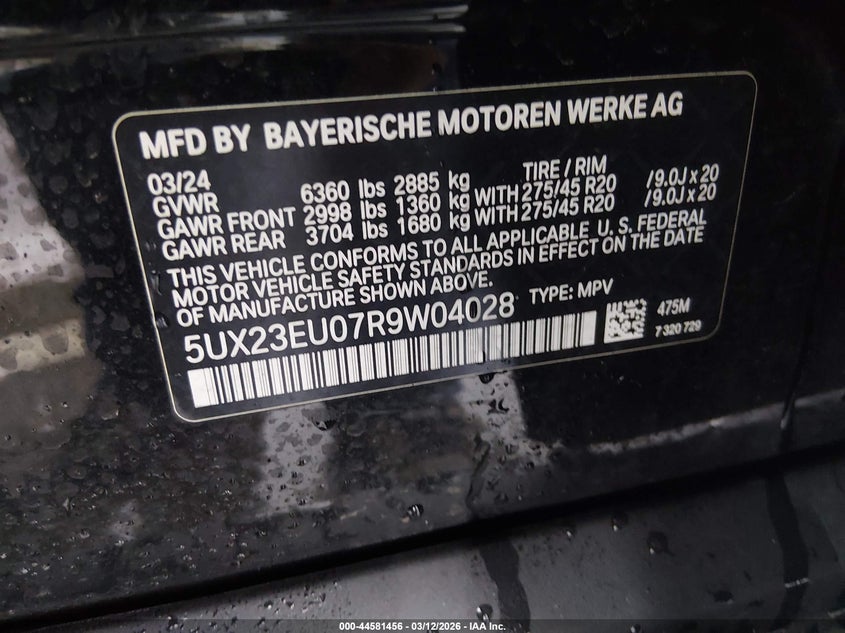 MFD BY BAYERISCHE MOTOREN WERKE AG
03/24 TIRE / RIM
GVWR 6360 lbs 2885 kg
GAWR FRONT 2998 lbs 1360 kg WITH 275/45 R20 /9.0J x 20
GAWR REAR 3704 lbs 1680 kg WITH 275/45 R20 /9.0J x 20
THIS VEHICLE CONFORMS TO ALL APPLICABLE U. S. FEDERAL
MOTOR VEHICLE SAFETY STANDARDS IN EFFECT ON THE DATE
OF MANUFACTURE SHOWN ABOVE.
5UX23EU07R9W04028 TYPE: MPV
475M
7 320 729
000-44581456 - 03/12/2026 - IAA Inc.